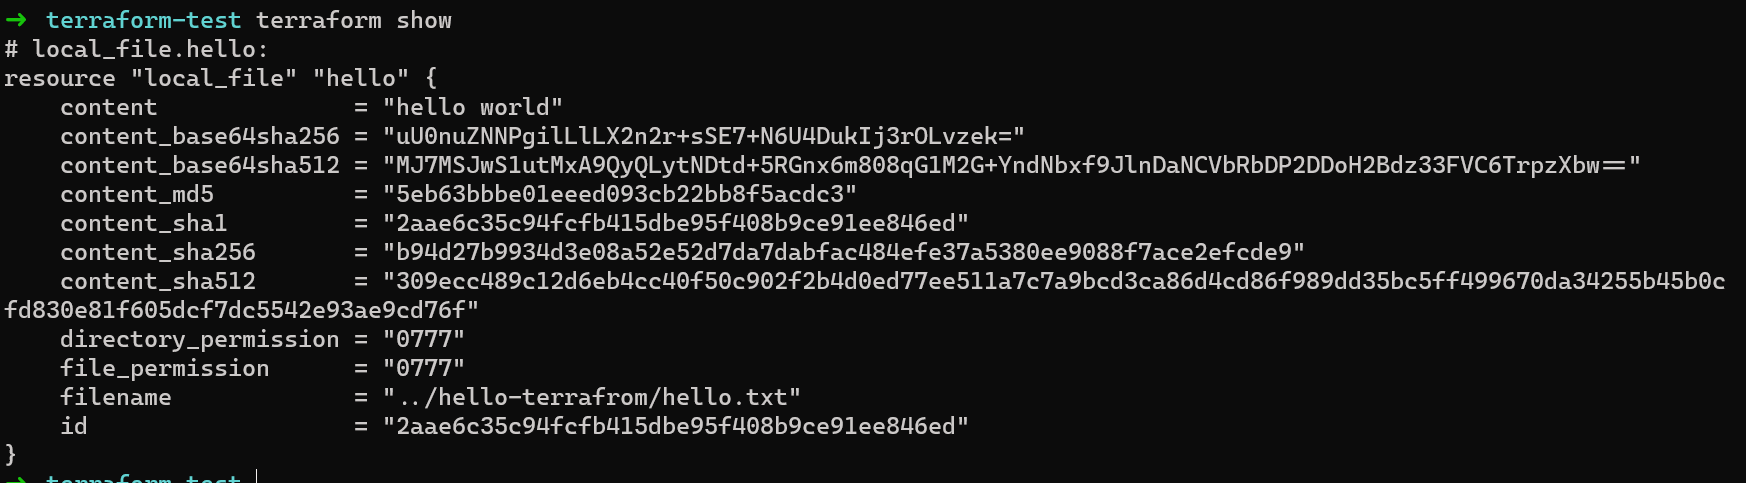 ➜ terraform-test terraform show
# local_file.hello:
resource "local_file" "hello" {
    content              = "hello world"
    content_base64sha256 = "uU0nuZNNPgilLlLX2n2r+sSE7+N6U4DukIj3rOLvzek="
    content_base64sha512 = "MJ7MSJwS1utMxA9QyQLytNDtd+5RGnx6m808qG1M2G+YndNbxf9JlnDaNCVbRbDP2DDoH2Bdz33FVC6TrpzXbw=="
    content_md5          = "5eb63bbbe01eeed093cb22bb8f5acdc3"
    content_sha1         = "2aae6c35c94fcfb415dbe95f408b9ce91ee846ed"
    content_sha256       = "b94d27b9934d3e08a52e52d7da7dabfac484efe37a5380ee9088f7ace2efcde9"
    content_sha512       = "309ecc489c12d6eb4cc40f50c902f2b4d0ed77ee511a7c7a9bcd3ca86d4cd86f989dd35bc5ff499670da34255b45b0c
fd830e81f605dcf7dc5542e93ae9cd76f"
    directory_permission = "0777"
    file_permission      = "0777"
    filename             = "../hello-terrafrom/hello.txt"
    id                   = "2aae6c35c94fcfb415dbe95f408b9ce91ee846ed"
}
➜ terraform-test